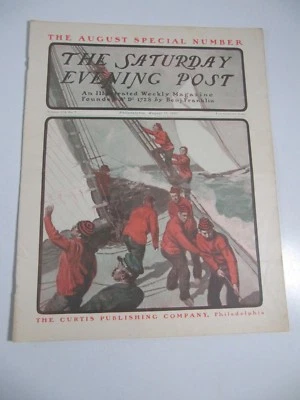 THE AUGUST SPECIAL NUMBER
THE SATURDAY
EVENING POST
An Illustrated Weekly Magazine
Founded A° D¹ 1728 by Benj. Franklin
THE CURTIS PUBLISHING COMPANY, Philadelphia